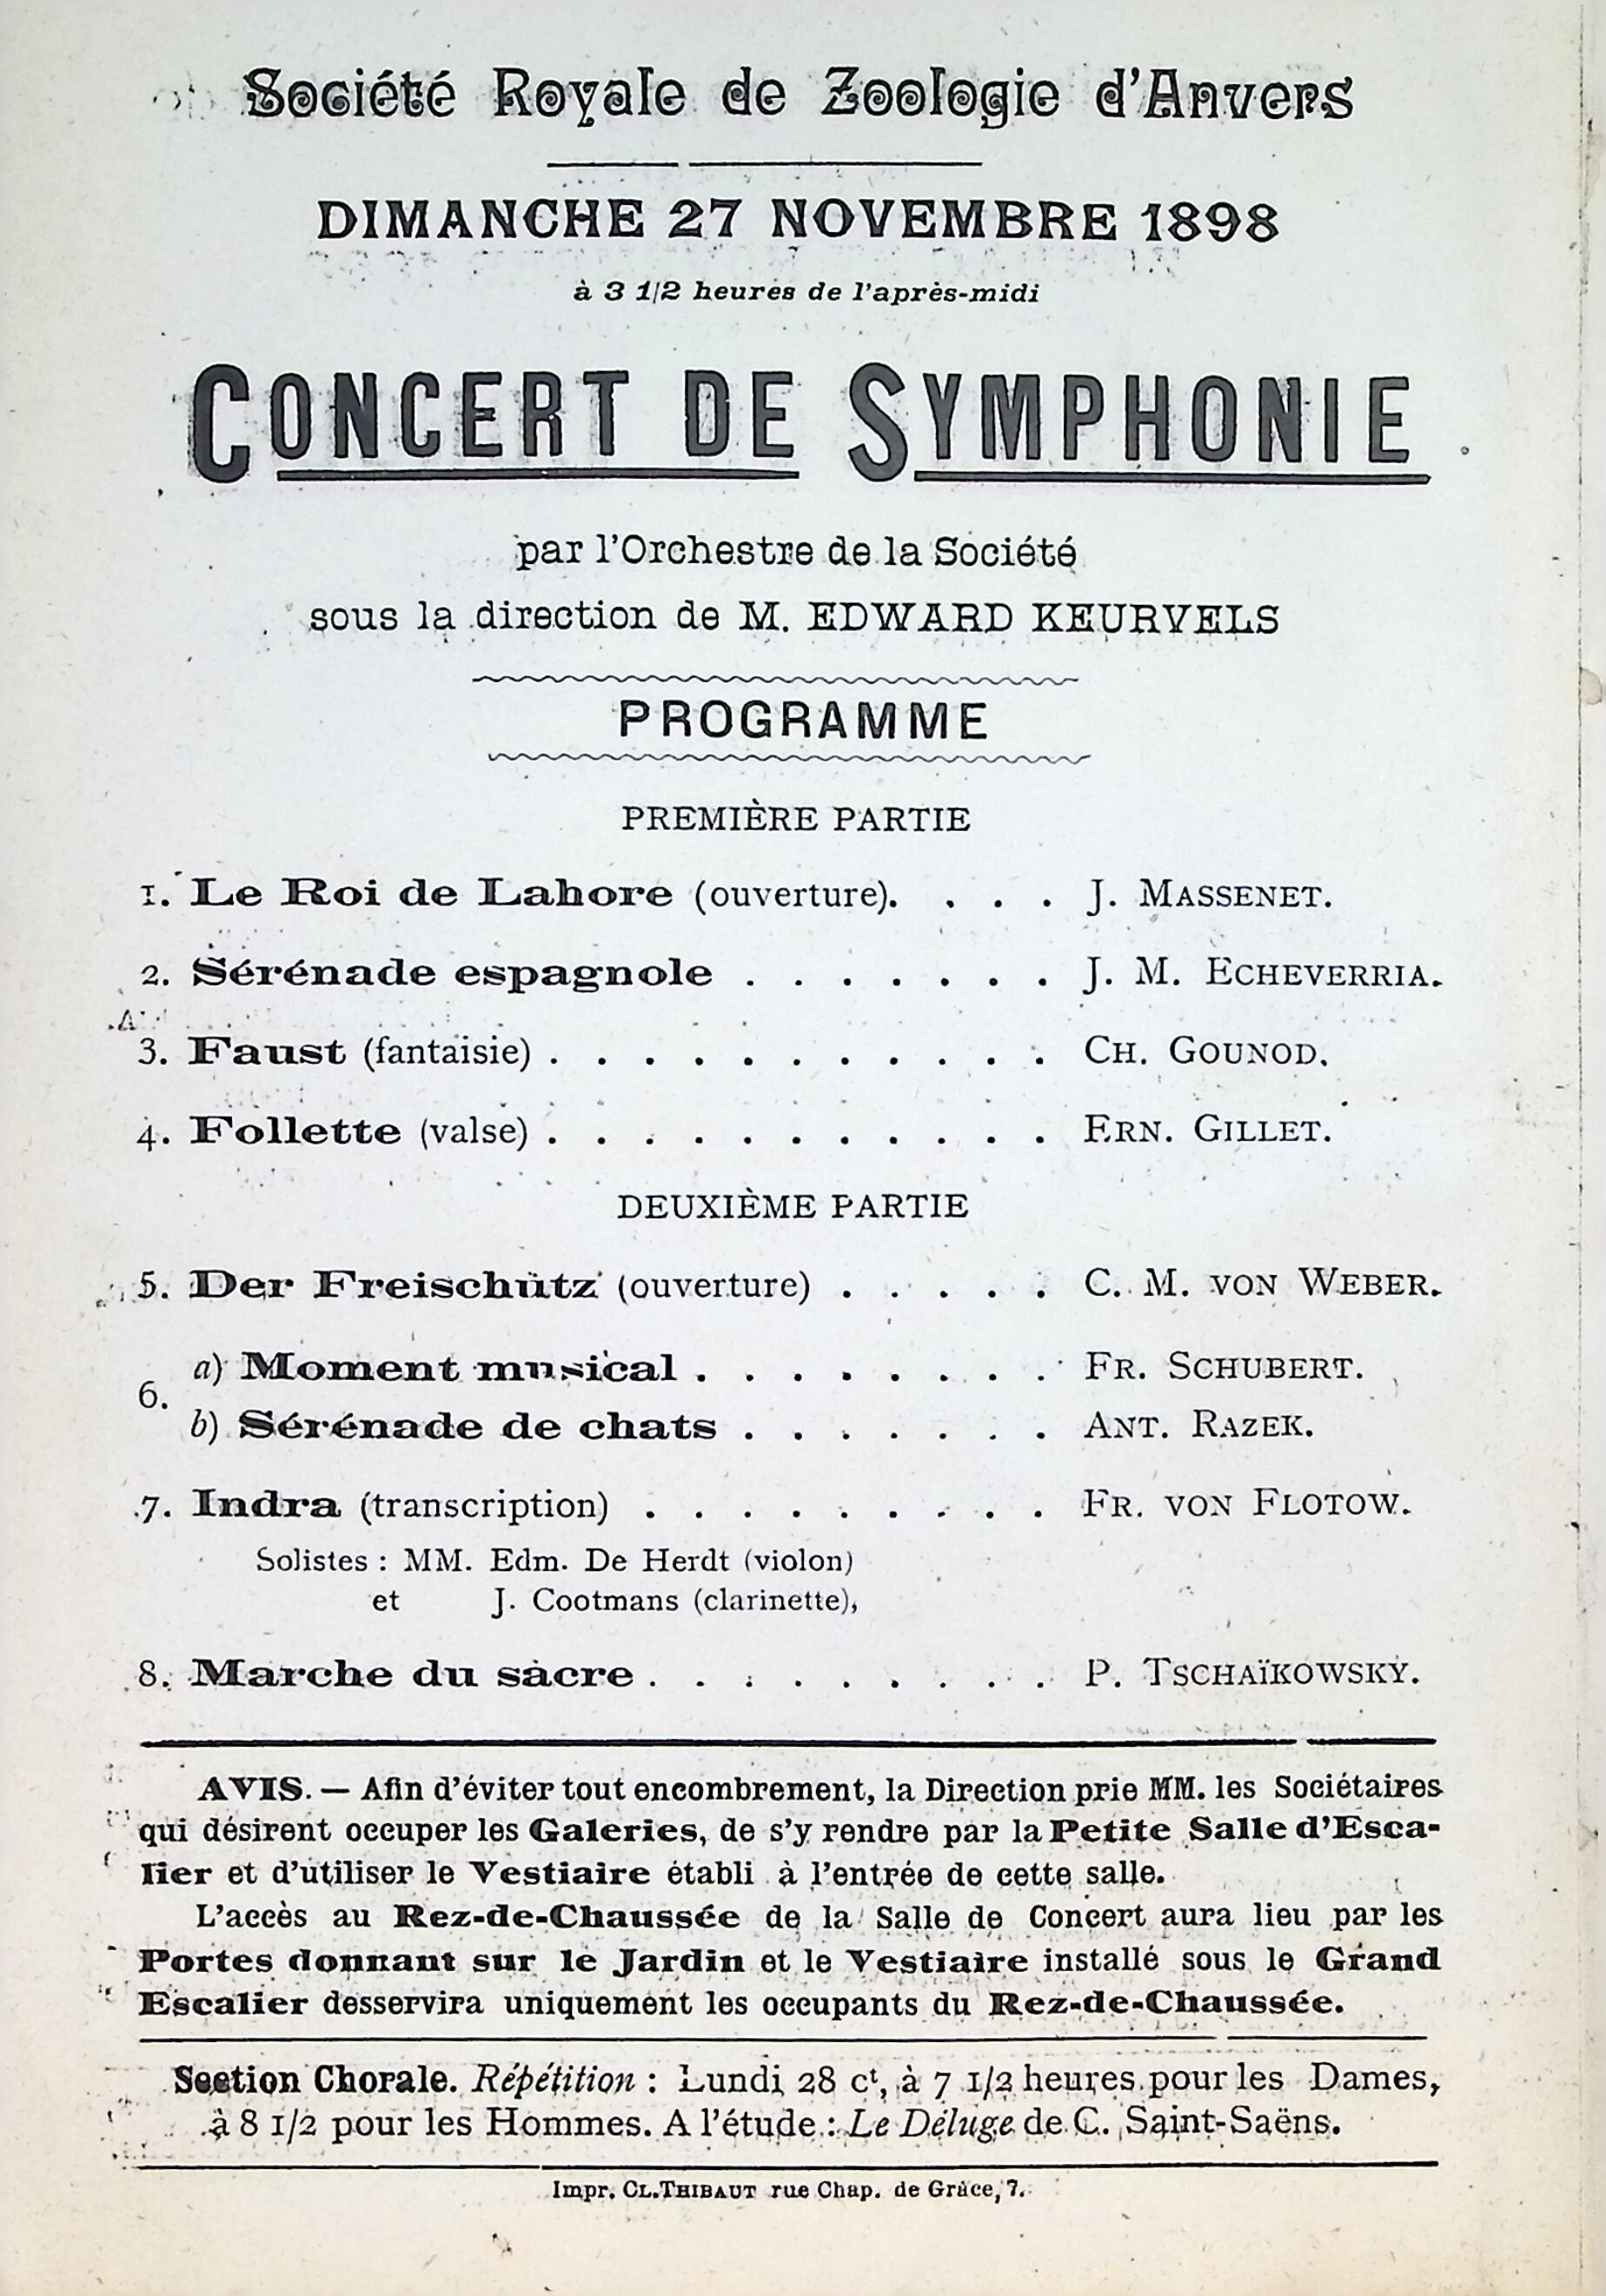 Société Royale de Zoologie d'Anvers
DIMANCHE 27 NOVEMBRE 1898
à 3 1/2 heures de l'après-midi
CONCERT DE SYMPHONIE
par l'Orchestre de la Société
sous la direction de M. EDWARD KEURVELS
PROGRAMME
PREMIÈRE PARTIE
1. Le Roi de Lahore (ouverture). . . . J. MASSENET.
2. Sérénade espagnole . . . . . . . J. M. ECHEVERRIA.
3. Faust (fantaisie) . . . . . . . . . . . CH. GOUNOD.
4. Follette (valse) . . . . . . . . . . . ERN. GILLET.
DEUXIÈME PARTIE
5. Der Freischütz (ouverture) . . . . . C. M. VON WEBER.
6. a) Moment musical . . . . . . . . FR. SCHUBERT.
b) Sérénade de chats . . . . . . . ANT. RAZEK.
7. Indra (transcription) . . . . . . . . . FR. VON FLOTOW.
Solistes : MM. Edm. De Herdt (violon)
et J. Cootmans (clarinette),
8. Marche du sacre . . . . . . . . . P. TSCHAÏKOWSKY.
AVIS. — Afin d'éviter tout encombrement, la Direction prie MM. les Sociétaires
qui désirent occuper les Galeries, de s'y rendre par la Petite Salle d'Esca-
lier et d'utiliser le Vestiaire établi à l'entrée de cette salle.
L'accès au Rez-de-Chaussée de la Salle de Concert aura lieu par les
Portes donnant sur le Jardin et le Vestiaire installé sous le Grand
Escalier desservira uniquement les occupants du Rez-de-Chaussée.
Section Chorale. Répétition : Lundi 28 ct, à 7 1/2 heures pour les Dames,
à 8 1/2 pour les Hommes. A l'étude : Le Déluge de C. Saint-Saëns.
Impr. CL. THIBAUT rue Chap. de Grâce, 7.